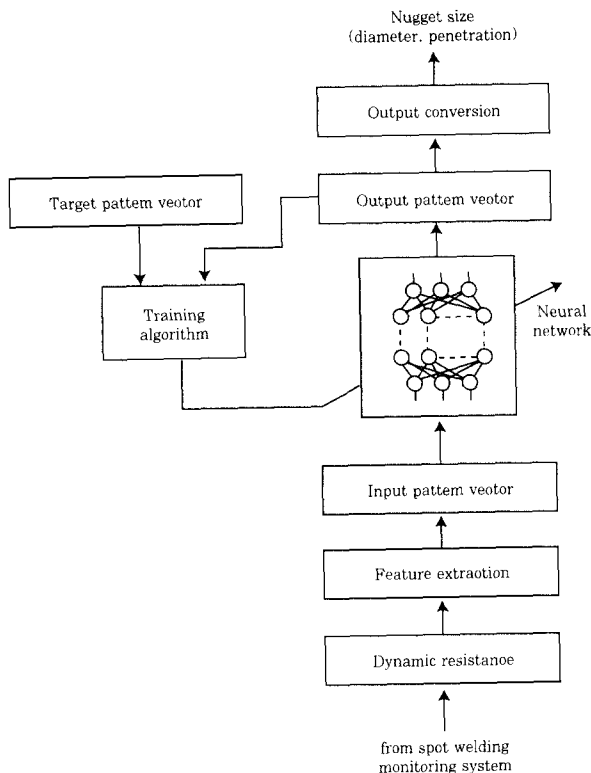 Nugget size
(diameter, penetration)
Output conversion
Target pattem veotor
Output pattem veotor
Training
algorithm
Neural
network
Input pattem veotor
Feature extraotion
Dynamic resistanoe
from spot welding
monitoring system